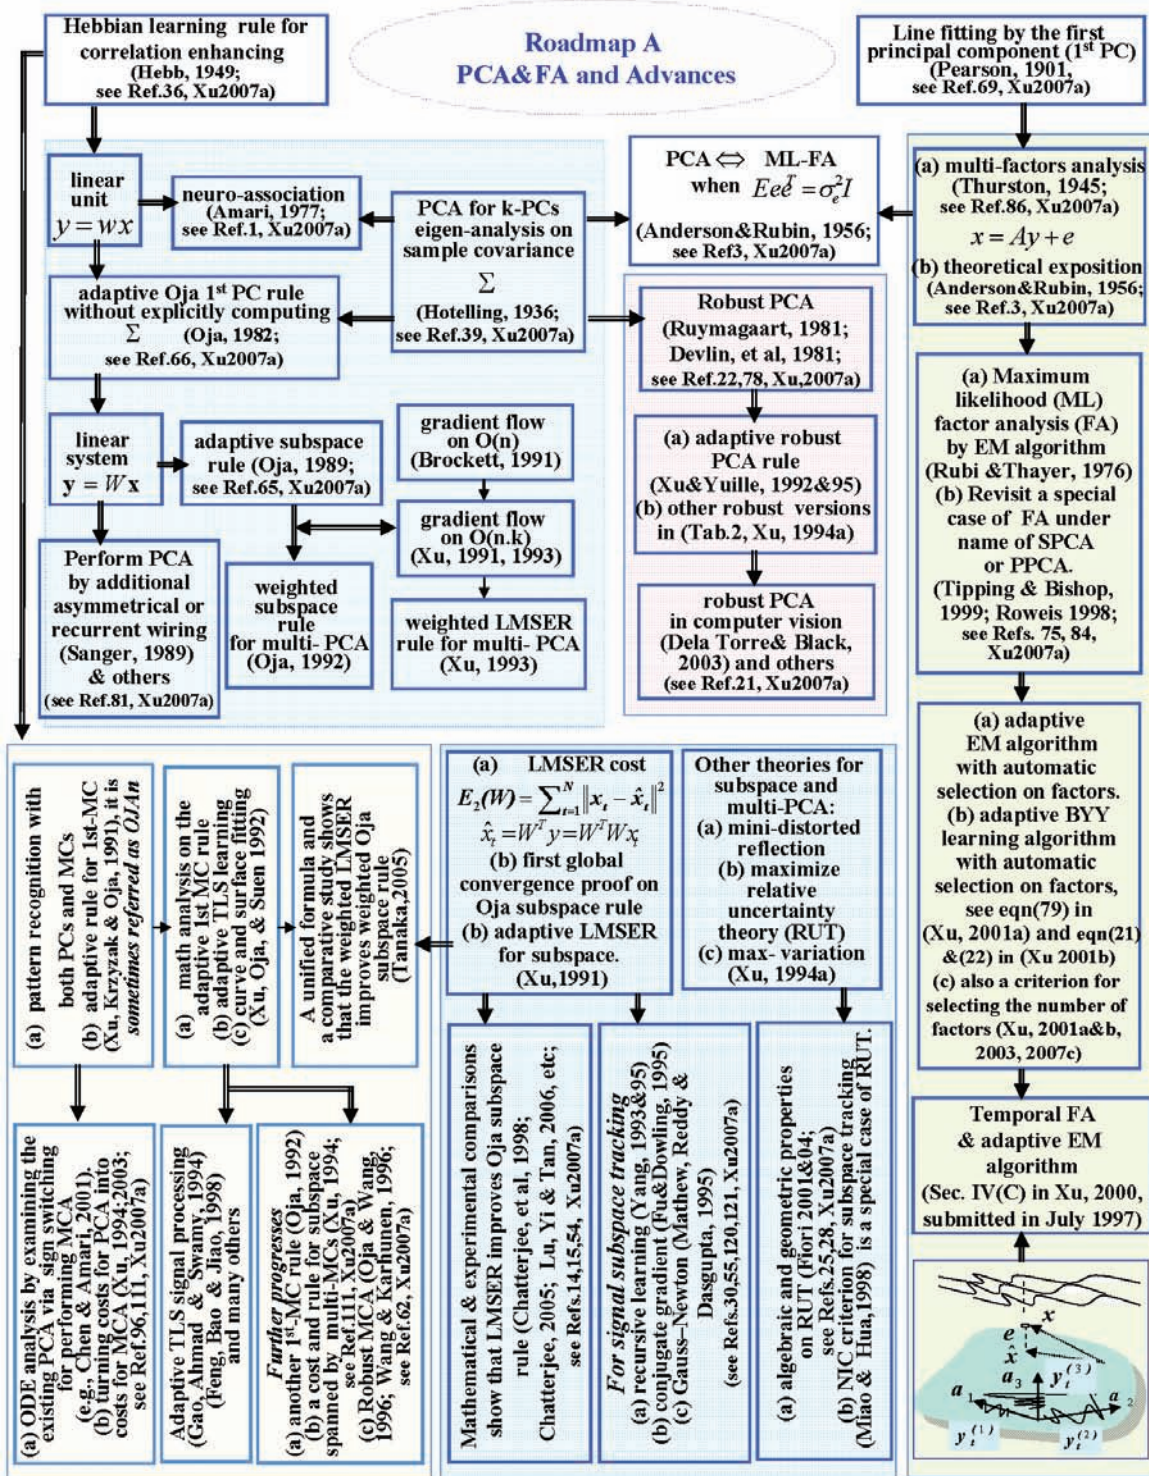 Hebbian learning rule for
correlation enhancing
(Hebb, 1949;
see Ref.36, Xu2007a)
Roadmap A
PCA&FA and Advances
Line fitting by the first
principal component (1st PC)
(Pearson, 1901,
see Ref.69, Xu2007a)
linear
unit
y = wx
neuro-association
(Amari, 1977;
see Ref.1, Xu2007a)
PCA for k-PCs
eigen-analysis on
sample covariance
Σ
(Hotelling, 1936;
see Ref.39, Xu2007a)
PCA ⇔ ML-FA
when Eee^T = σ_e^2 I
(Anderson&Rubin, 1956;
see Ref3, Xu2007a)
(a) multi-factors analysis
(Thurston, 1945;
see Ref.86, Xu2007a)
x = Ay + e
(b) theoretical exposition
(Anderson&Rubin, 1956;
see Ref.3, Xu2007a)
adaptive Oja 1st PC rule
without explicitly computing
Σ (Oja, 1982;
see Ref.66, Xu2007a)
Robust PCA
(Ruymagaart, 1981;
Devlin, et al, 1981;
see Ref.22,78, Xu,2007a)
linear
system
y = Wx
adaptive subspace
rule (Oja, 1989;
see Ref.65, Xu2007a)
gradient flow
on O(n)
(Brockett, 1991)
gradient flow
on O(n.k)
(Xu, 1991, 1993)
(a) adaptive robust
PCA rule
(Xu&Yuille, 1992&95)
(b) other robust versions
in (Tab.2, Xu, 1994a)
(a) Maximum
likelihood (ML)
factor analysis (FA)
by EM algorithm
(Rubi &Thayer, 1976)
(b) Revisit a special
case of FA under
name of SPCA
or PPCA.
(Tipping & Bishop,
1999; Roweis 1998;
see Refs. 75, 84,
Xu2007a)
Perform PCA
by additional
asymmetrical or
recurrent wiring
(Sanger, 1989)
& others
(see Ref.81, Xu2007a)
weighted
subspace
rule
for multi- PCA
(Oja, 1992)
weighted LMSER
rule for multi- PCA
(Xu, 1993)
robust PCA
in computer vision
(Dela Torre& Black,
2003) and others
(see Ref.21, Xu2007a)
(a) adaptive
EM algorithm
with automatic
selection on factors.
(b) adaptive BYY
learning algorithm
with automatic
selection on factors,
see eqn(79) in
(Xu, 2001a) and eqn(21)
&(22) in (Xu 2001b)
(c) also a criterion for
selecting the number of
factors (Xu, 2001a&b,
2003, 2007c)
(a) pattern recognition with
both PCs and MCs
(b) adaptive rule for 1st-MC
(Xu, Krzyzak & Oja, 1991), it is
sometimes referred as OJAn
(a) math analysis on the
adaptive 1st MC rule
(b) adaptive TLS learning
(c) curve and surface fitting
(Xu, Oja, & Suen 1992)
A unified formula and
a comparative study shows
that the weighted LMSER
improves weighted Oja
subspace rule
(Tanaka,2005)
(a) LMSER cost
E_2(W) = ∑_{t=1}^N ‖x_t − x̂_t‖^2
x̂_t = W^T y = W^T W x_t
(b) first global
convergence proof on
Oja subspace rule
(b) adaptive LMSER
for subspace.
(Xu,1991)
Other theories for
subspace and
multi-PCA:
(a) mini-distorted
reflection
(b) maximize
relative
uncertainty
theory (RUT)
(c) max- variation
(Xu, 1994a)
(a) ODE analysis by examining the
existing PCA via sign switching
for performing MCA
(e.g., Chen & Amari, 2001).
(b) turning costs for PCA into
costs for MCA (Xu, 1994;2003;
see Ref.96,111, Xu2007a)
Adaptive TLS signal processing
(Gao, Ahmad & Swamy, 1994)
(Feng, Bao & Jiao, 1998)
and many others
Further progresses
(a) another 1st-MC rule (Oja, 1992)
(b) a cost and rule for subspace
spanned by multi-MCs (Xu, 1994;
see Ref.111, Xu2007a)
(c) Robust MCA (Oja & Wang,
1996; Wang & Karhunen, 1996;
see Ref.62, Xu2007a)
Mathematical & experimental comparisons
show that LMSER improves Oja subspace
rule (Chatterjee, et al, 1998;
Chatterjee, 2005; Lu, Yi & Tan, 2006, etc;
see Refs.14,15,54, Xu2007a)
For signal subspace tracking
(a) recursive learning (Yang, 1993&95)
(b) conjugate gradient (Fu&Dowling, 1995)
(c) Gauss–Newton (Mathew, Reddy &
Dasgupta, 1995)
(see Refs.30,55,120,121, Xu2007a)
(a) algebraic and geometric properties
on RUT (Fiori 2001&04;
see Refs.25,28, Xu2007a)
(b) NIC criterion for subspace tracking
(Miao & Hua,1998) is a special case of RUT.
Temporal FA
& adaptive EM
algorithm
(Sec. IV(C) in Xu, 2000,
submitted in July 1997)
x
e
x̂
a_3
y_t^(3)
a_1
a_2
y_t^(1)
y_t^(2)